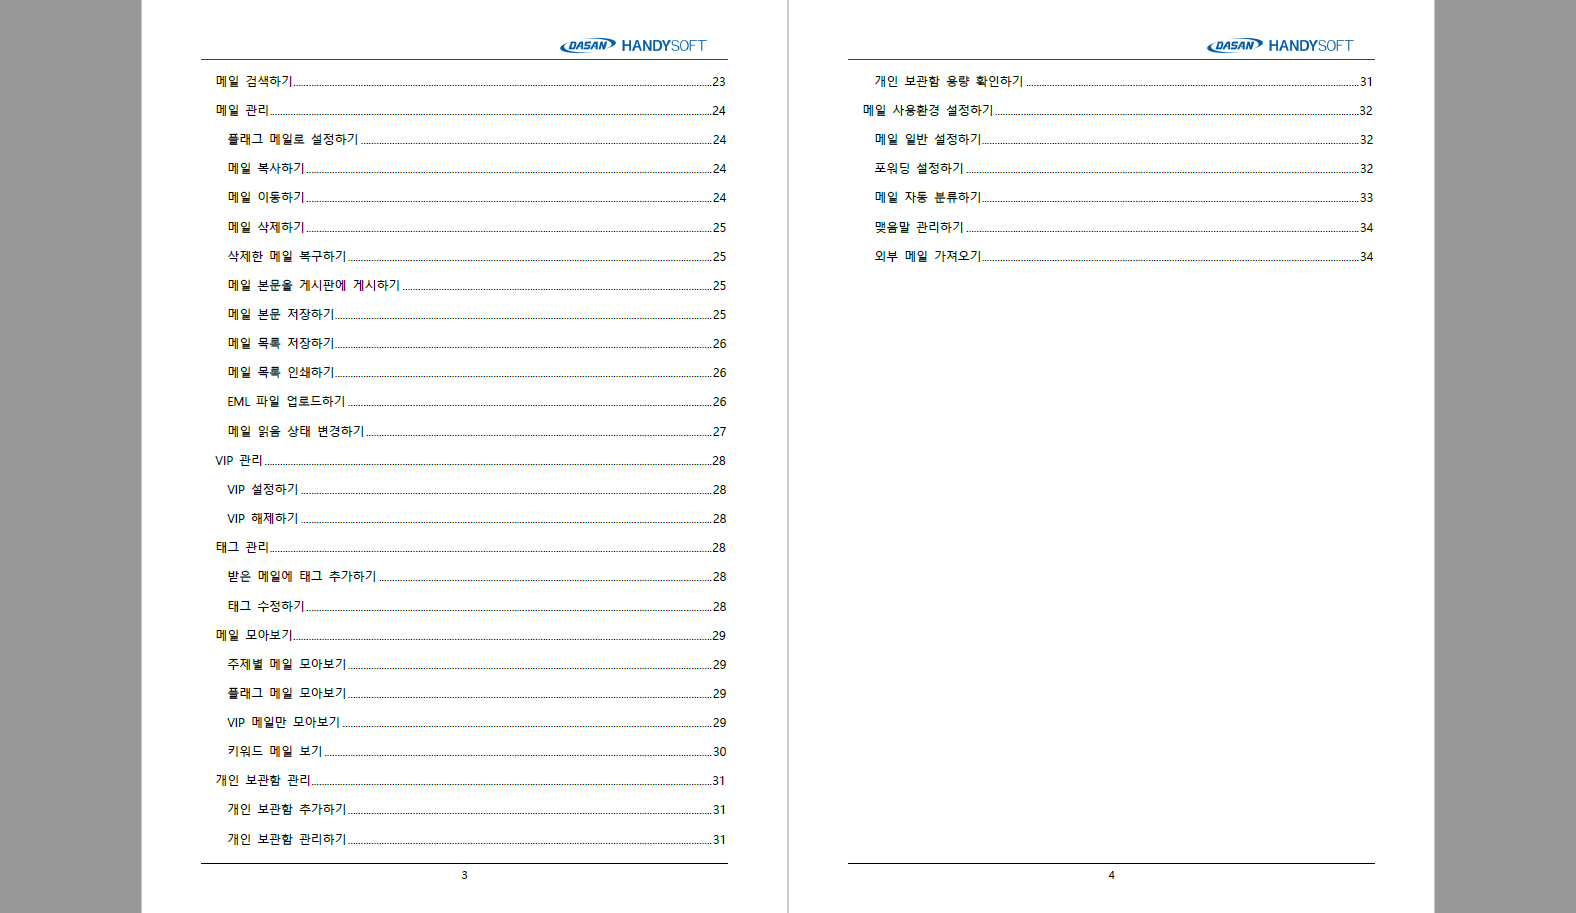 DASAN HANDYSOFT
메일 검색하기 23
메일 관리 24
플래그 메일로 설정하기 24
메일 복사하기 24
메일 이동하기 24
메일 삭제하기 25
삭제한 메일 복구하기 25
메일 본문을 게시판에 게시하기 25
메일 본문 저장하기 25
메일 목록 저장하기 26
메일 목록 인쇄하기 26
EML 파일 업로드하기 26
메일 읽음 상태 변경하기 27
VIP 관리 28
VIP 설정하기 28
VIP 해제하기 28
태그 관리 28
받은 메일에 태그 추가하기 28
태그 수정하기 28
메일 모아보기 29
주제별 메일 모아보기 29
플래그 메일 모아보기 29
VIP 메일만 모아보기 29
키워드 메일 보기 30
개인 보관함 관리 31
개인 보관함 추가하기 31
개인 보관함 관리하기 31
3
DASAN HANDYSOFT
개인 보관함 용량 확인하기 31
메일 사용환경 설정하기 32
메일 일반 설정하기 32
포워딩 설정하기 32
메일 자동 분류하기 33
맺음말 관리하기 34
외부 메일 가져오기 34
4